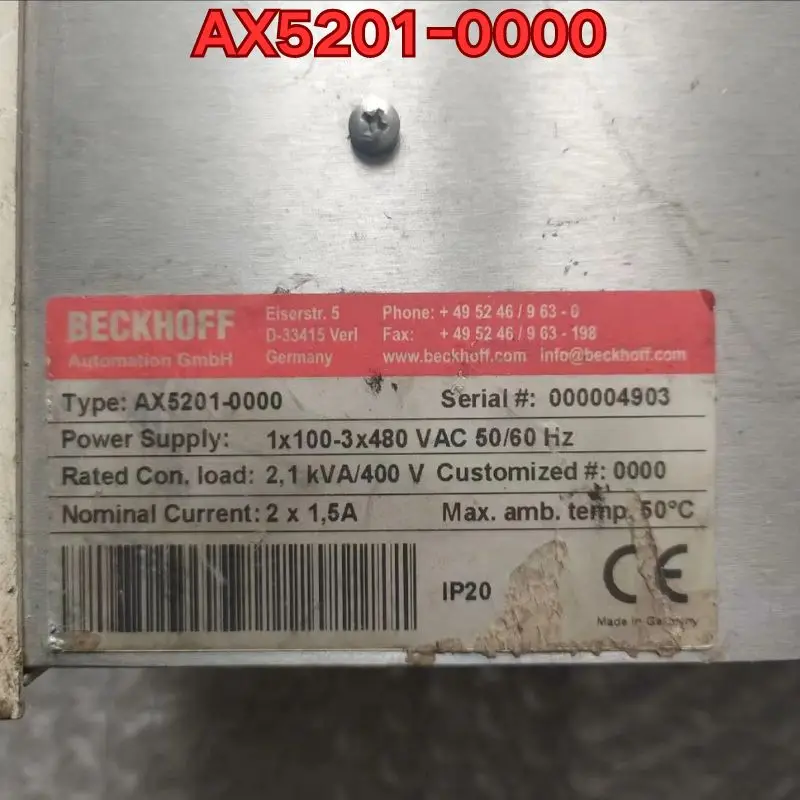 AX5201-0000
BECKHOFF
Automation GmbH
Eiserstr. 5
D-33415 Verl
Germany
Phone: + 49 52 46 / 9 63 - 0
Fax: + 49 52 46 / 9 63 - 198
www.beckhoff.com info@beckhoff.com
Type: AX5201-0000 Serial #: 000004903
Power Supply: 1x100-3x480 VAC 50/60 Hz
Rated Con. load: 2,1 kVA/400 V Customized #: 0000
Nominal Current: 2 x 1,5A Max. amb. temp. 50°C
IP20
CE
Made in Germany